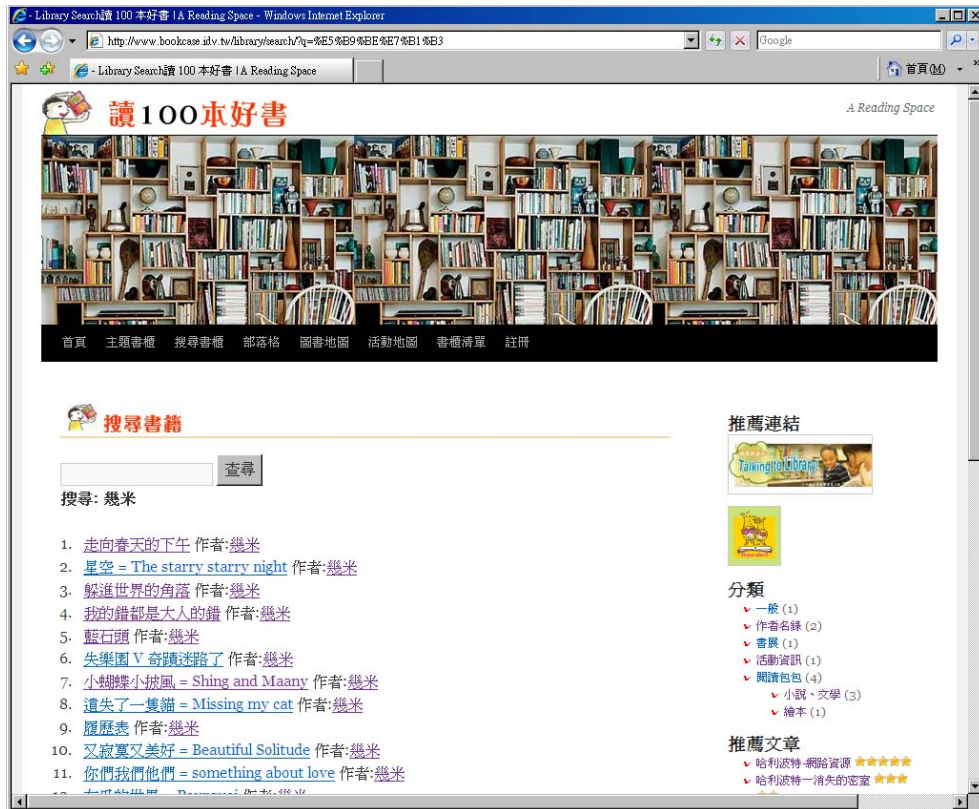 - Library Search讀 100 本好書 | A Reading Space - Windows Internet Explorer
http://www.bookcase.idv.tw/library/search/?q=%E5%B9%BE%E7%B1%B3
Google
- Library Search讀 100 本好書 | A Reading Space
首頁(M)
讀100本好書
A Reading Space
首頁 主題書櫃 搜尋書櫃 部落格 圖書地圖 活動地圖 書櫃清單 註冊
搜尋書籍
查尋
搜尋: 幾米
1. 走向春天的下午 作者:幾米
2. 星空 = The starry starry night 作者:幾米
3. 躲進世界的角落 作者:幾米
4. 我的錯都是大人的錯 作者:幾米
5. 藍石頭 作者:幾米
6. 失樂園 V 奇蹟迷路了 作者:幾米
7. 小蝴蝶小披風 = Shing and Maany 作者:幾米
8. 遺失了一隻貓 = Missing my cat 作者:幾米
9. 履歷表 作者:幾米
10. 又寂寞又美好 = Beautiful Solitude 作者:幾米
11. 你們我們他們 = something about love 作者:幾米
推薦連結
Talking to Library
分類
一般 (1)
作者名錄 (2)
書展 (1)
活動資訊 (1)
閱讀包包 (4)
小說、文學 (3)
繪本 (1)
推薦文章
哈利波特-網路資源
哈利波特—消失的密室